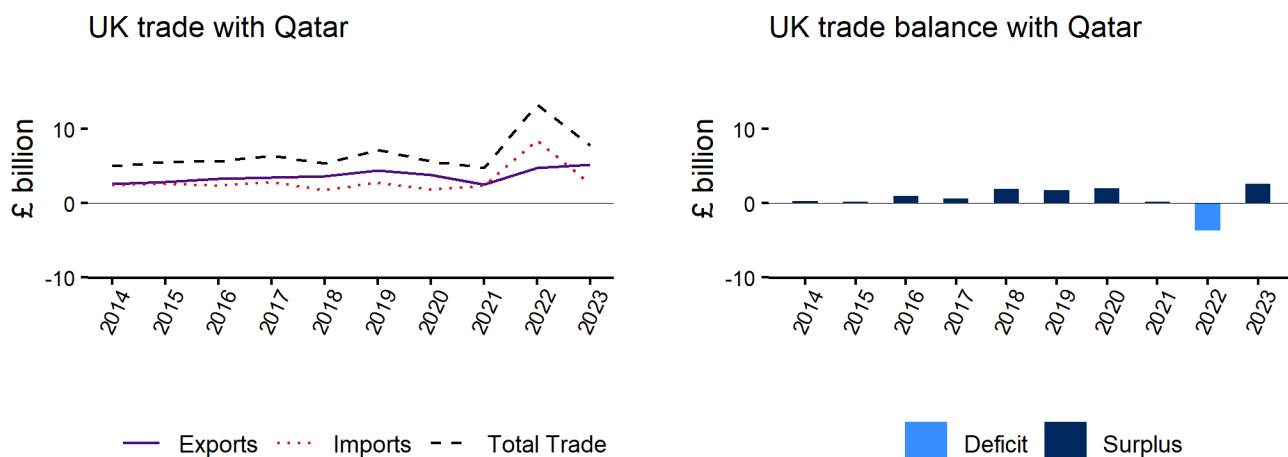 UK trade with Qatar
£ billion
10
0
-10
2014 2015 2016 2017 2018 2019 2020 2021 2022 2023
Exports Imports Total Trade
UK trade balance with Qatar
£ billion
10
0
-10
2014 2015 2016 2017 2018 2019 2020 2021 2022 2023
Deficit Surplus